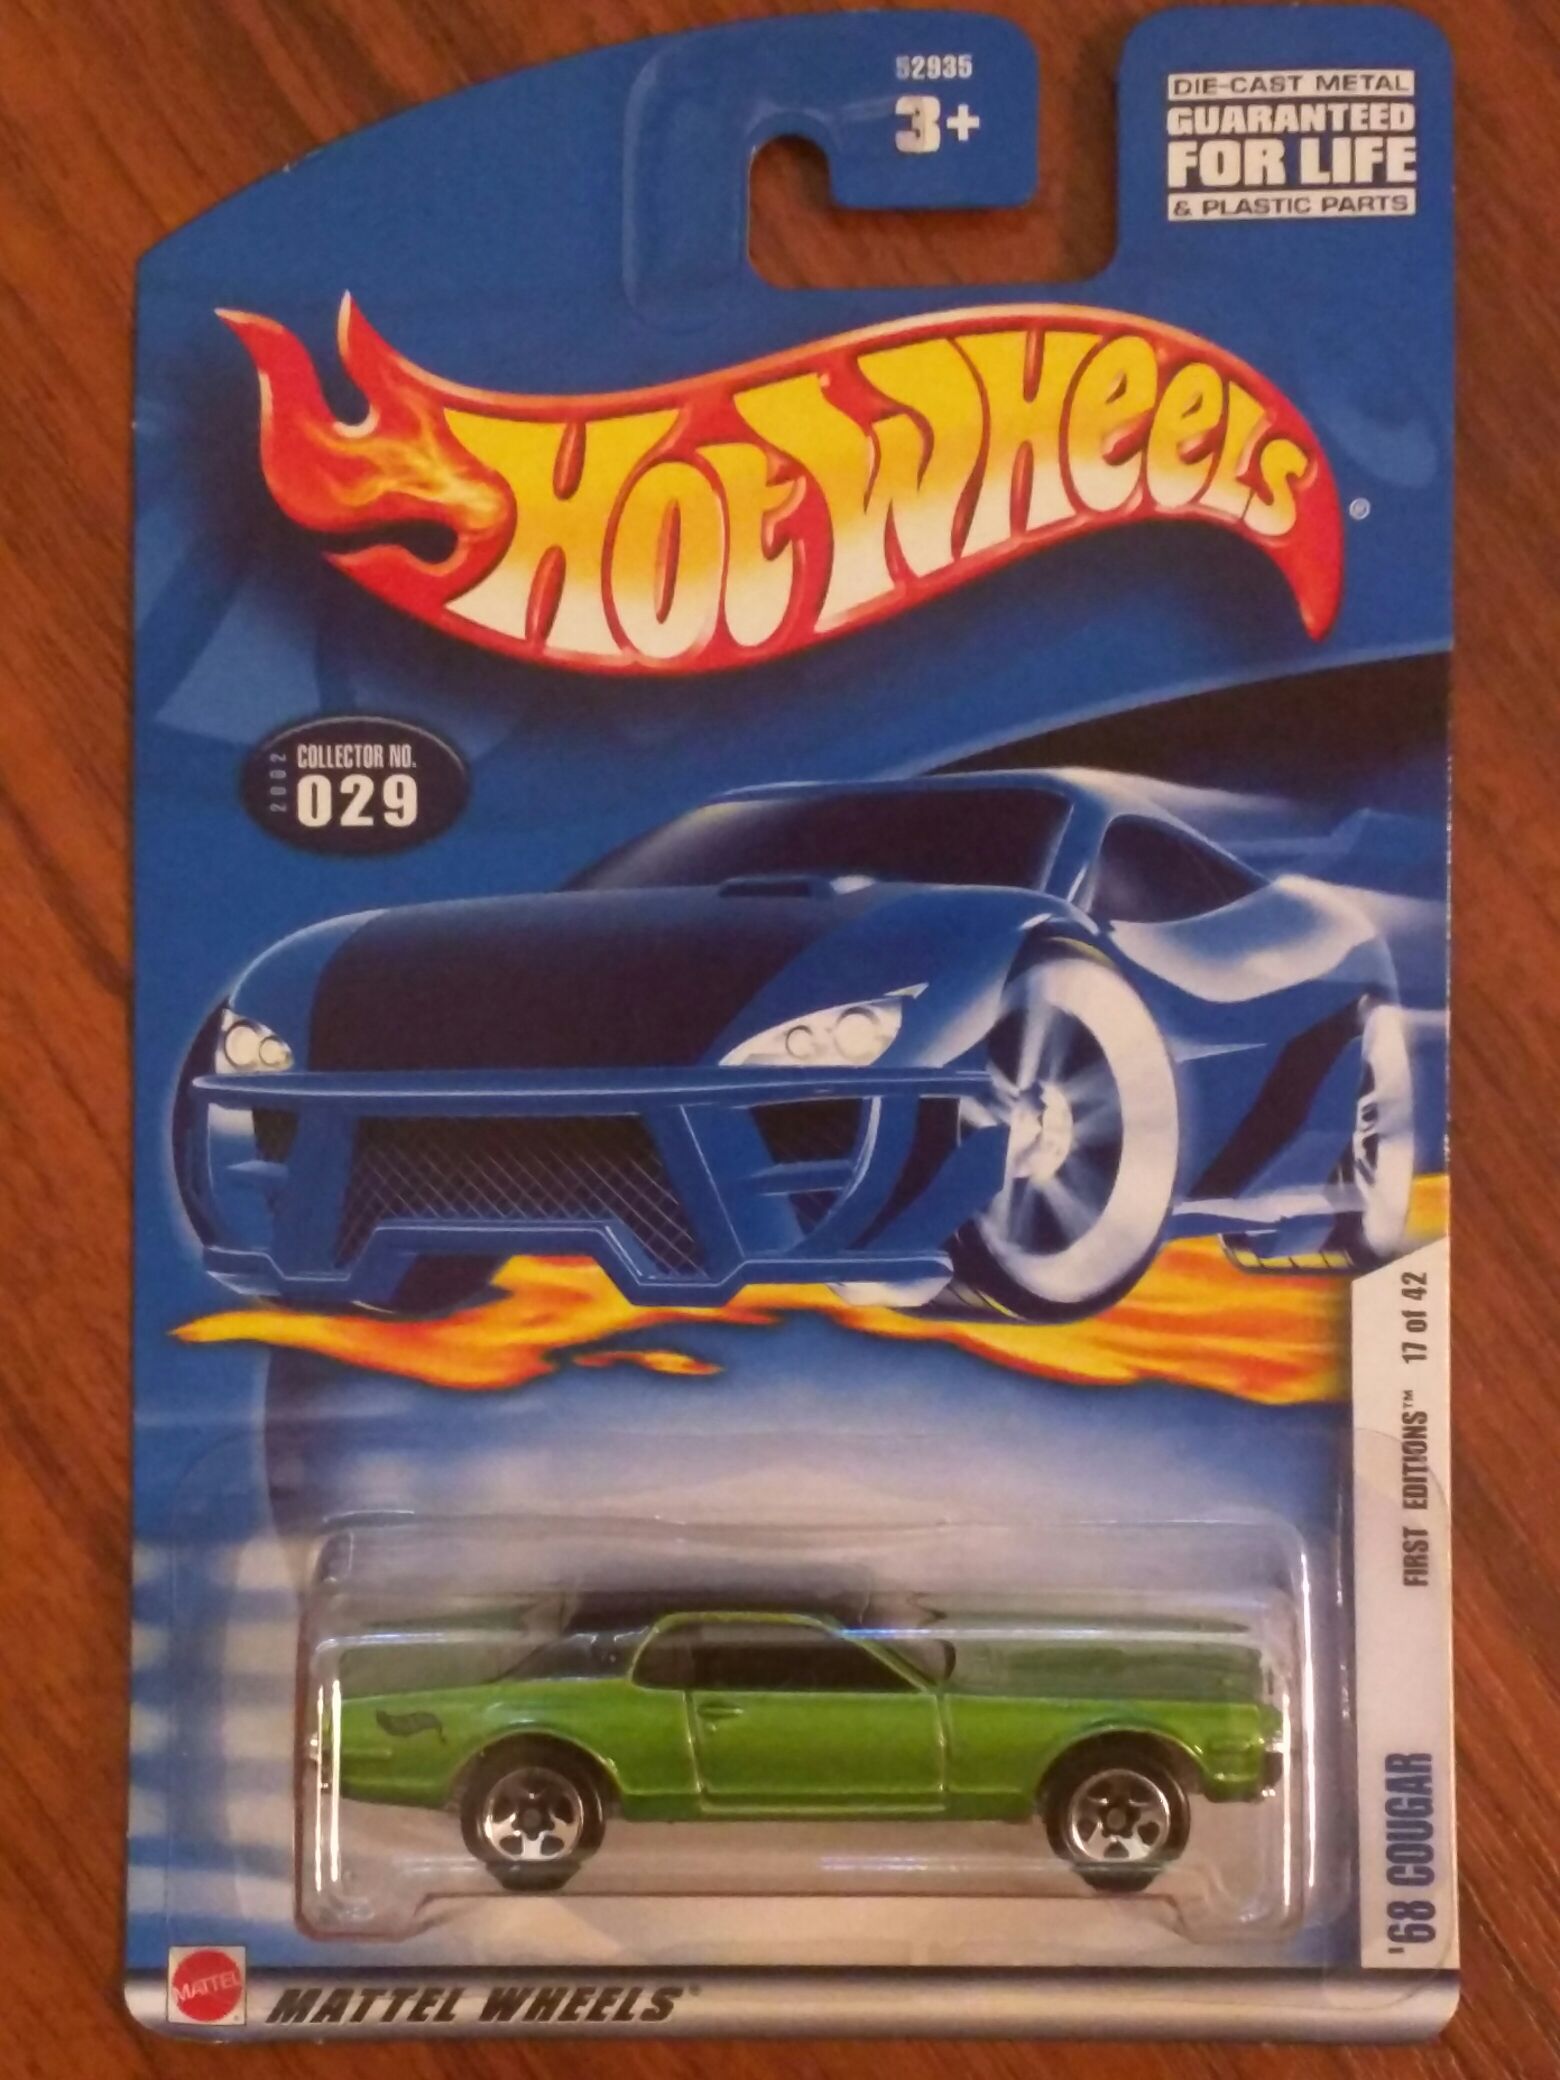 52935
3+
DIE-CAST METAL
GUARANTEED
FOR LIFE
& PLASTIC PARTS
Hot Wheels®
2002
COLLECTOR NO.
029
FIRST EDITIONS™ 17 of 42
'68 COUGAR
MATTEL
MATTEL WHEELS